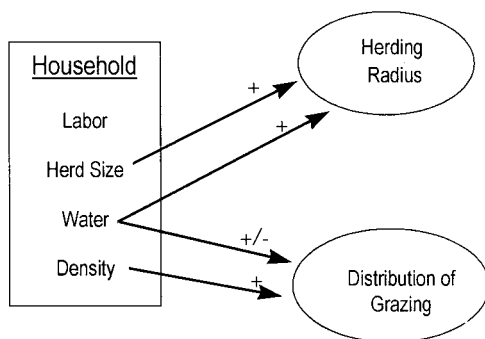 Household
Labor
Herd Size
Water
Density
+
+
+/-
+
Herding
Radius
Distribution of
Grazing